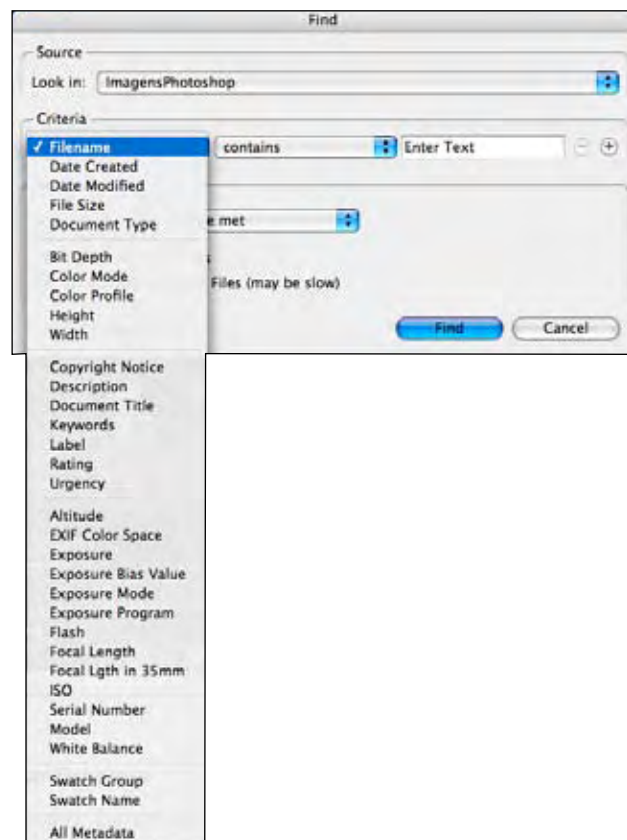 Find
Source
Look in: ImagensPhotoshop
Criteria
✓ Filename contains Enter Text
Date Created
Date Modified
File Size
Document Type
e met
Bit Depth
Color Mode
Files (may be slow)
Color Profile
Height
Width
Find Cancel
Copyright Notice
Description
Document Title
Keywords
Label
Rating
Urgency
Altitude
EXIF Color Space
Exposure
Exposure Bias Value
Exposure Mode
Exposure Program
Flash
Focal Length
Focal Lgth in 35mm
ISO
Serial Number
Model
White Balance
Swatch Group
Swatch Name
All Metadata